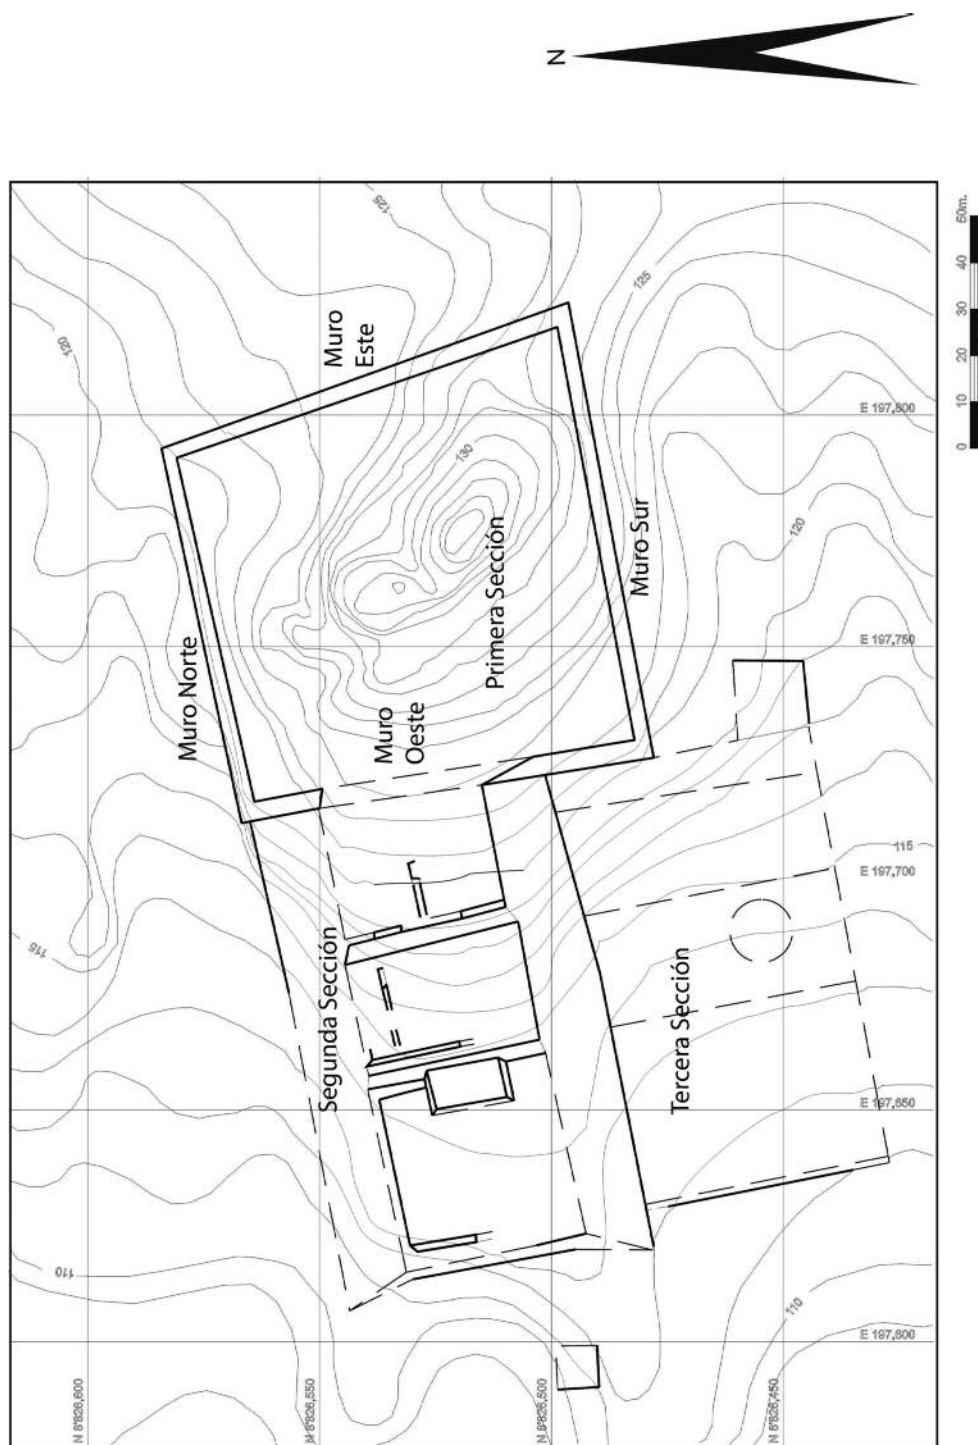 N
125
120
Muro
Este
125
130
E 197,800
0 10 20 30 40 50m.
Muro Norte
Primera Sección
Muro Sur
120
Muro
Oeste
E 197,750
115
115
E 197,700
Segunda Sección
Tercera Sección
E 197,650
110
110
E 197,600
N 8'826,600
N 8'826,550
N 8'826,500
N 8'826,450